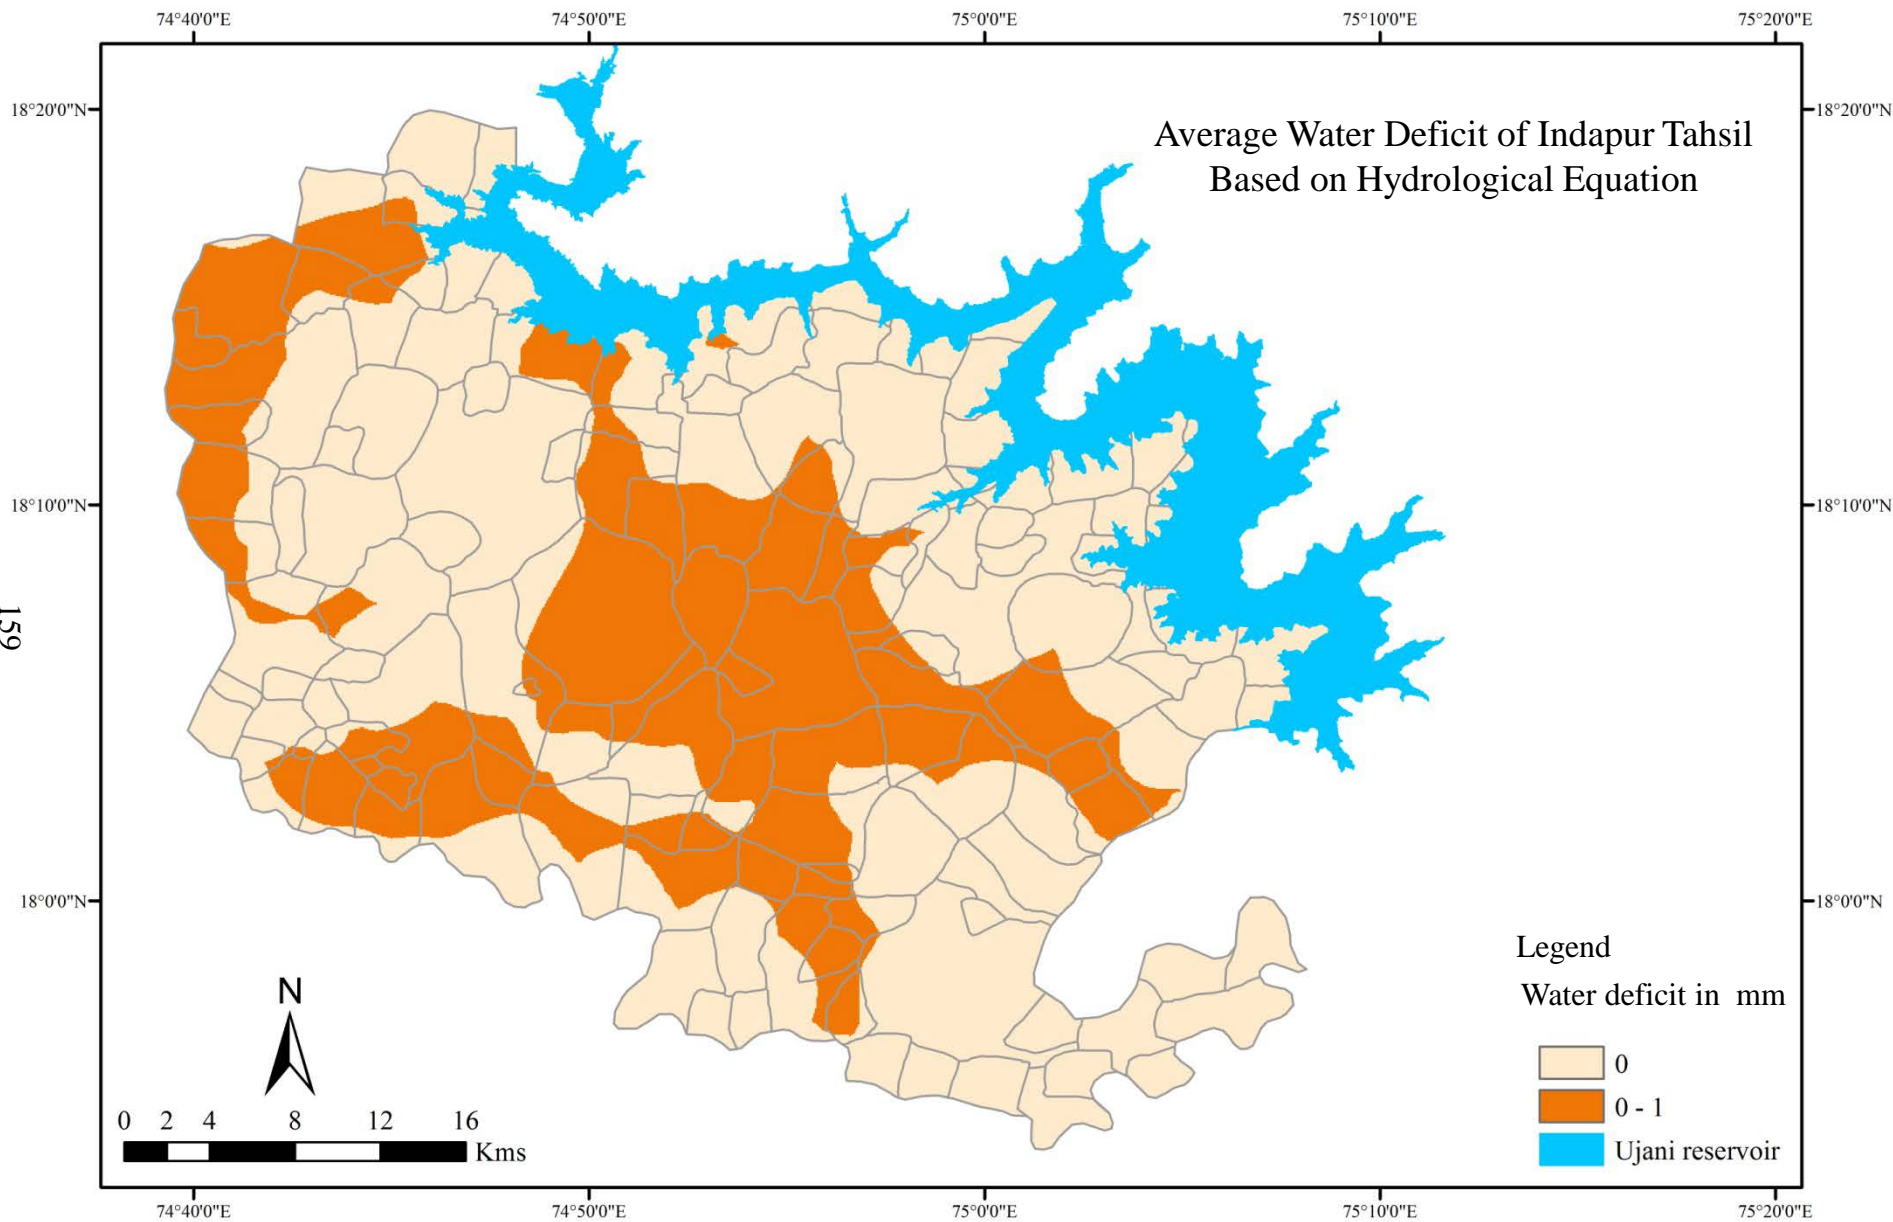 74°40'0"E 74°50'0"E 75°0'0"E 75°10'0"E 75°20'0"E
18°20'0"N 18°20'0"N
Average Water Deficit of Indapur Tahsil
Based on Hydrological Equation
18°10'0"N 18°10'0"N
159
18°0'0"N 18°0'0"N
Legend
Water deficit in mm
N
0
0 - 1
Ujani reservoir
0 2 4 8 12 16
Kms
74°40'0"E 74°50'0"E 75°0'0"E 75°10'0"E 75°20'0"E